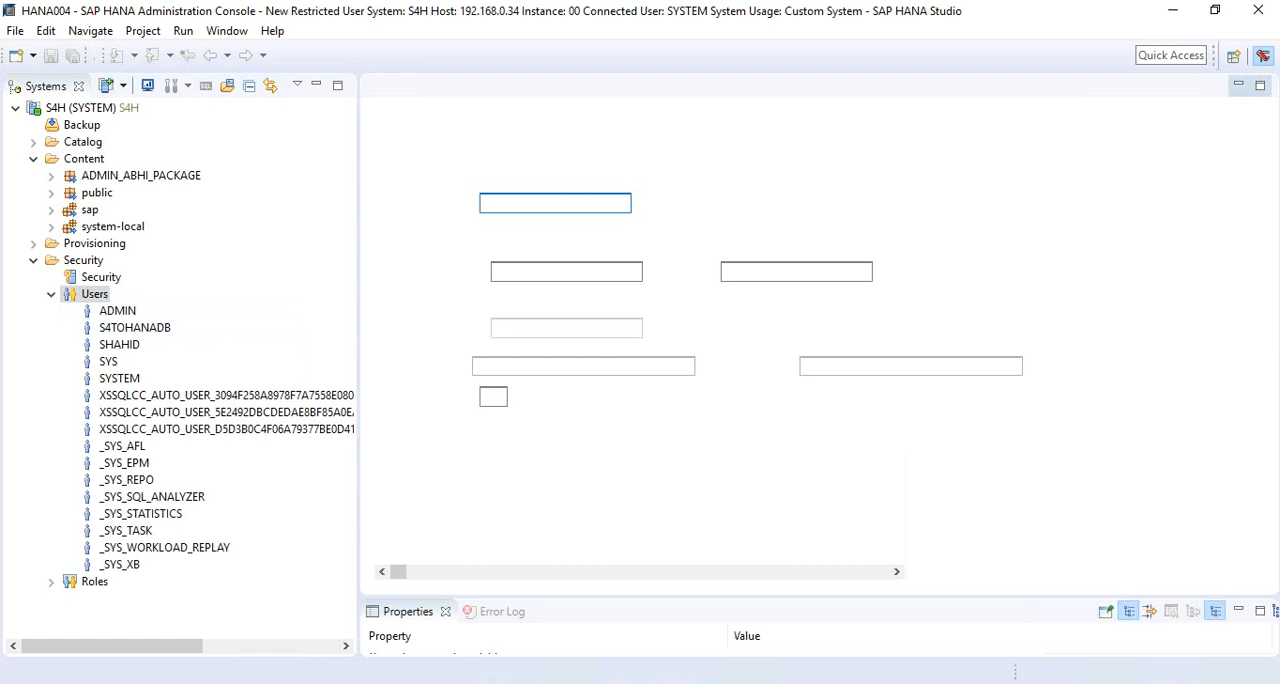 HANA004 - SAP HANA Administration Console - New Restricted User System: S4H Host: 192.168.0.34 Instance: 00 Connected User: SYSTEM System Usage: Custom System - SAP HANA Studio
File Edit Navigate Project Run Window Help
Quick Access
Systems
S4H (SYSTEM) S4H
Backup
Catalog
Content
ADMIN_ABHI_PACKAGE
public
sap
system-local
Provisioning
Security
Security
Users
ADMIN
S4TOHANADB
SHAHID
SYS
SYSTEM
XSSQLCC_AUTO_USER_3094F258A8978F7A7558E080
XSSQLCC_AUTO_USER_5E2492DBCDEDAE8BF85A0E
XSSQLCC_AUTO_USER_D5D3B0C4F06A79377BE0D41
_SYS_AFL
_SYS_EPM
_SYS_REPO
_SYS_SQL_ANALYZER
_SYS_STATISTICS
_SYS_TASK
_SYS_WORKLOAD_REPLAY
_SYS_XB
Roles
Properties Error Log
Property Value